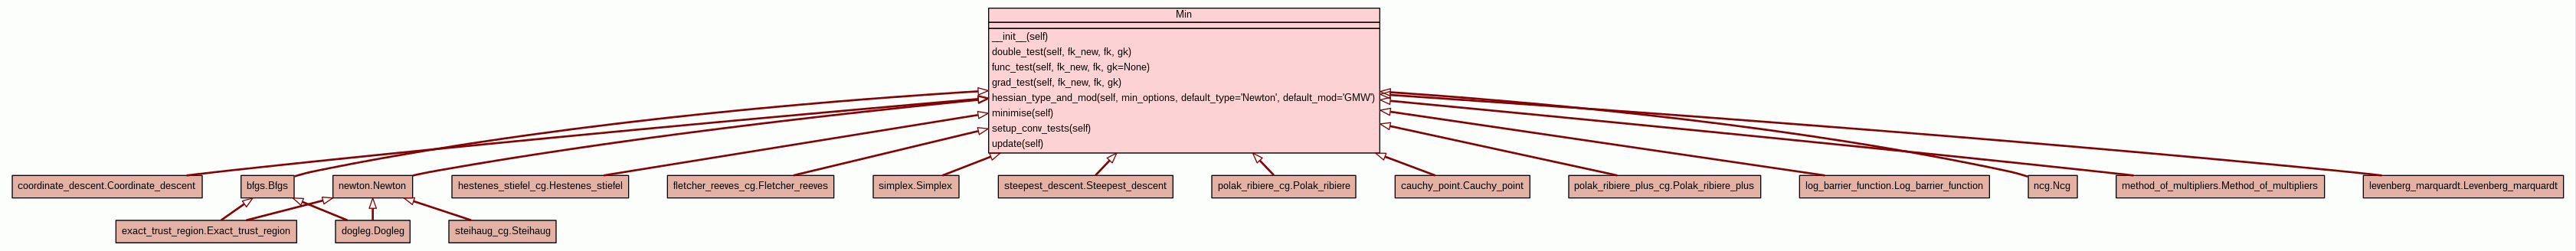 Min
__init__(self)
double_test(self, fk_new, fk, gk)
func_test(self, fk_new, fk, gk=None)
grad_test(self, fk_new, fk, gk)
hessian_type_and_mod(self, min_options, default_type='Newton', default_mod='GMW')
minimise(self)
setup_conv_tests(self)
update(self)
coordinate_descent.Coordinate_descent
bfgs.Bfgs
newton.Newton
hestenes_stiefel_cg.Hestenes_stiefel
fletcher_reeves_cg.Fletcher_reeves
simplex.Simplex
steepest_descent.Steepest_descent
polak_ribiere_cg.Polak_ribiere
cauchy_point.Cauchy_point
polak_ribiere_plus_cg.Polak_ribiere_plus
log_barrier_function.Log_barrier_function
ncg.Ncg
method_of_multipliers.Method_of_multipliers
levenberg_marquardt.Levenberg_marquardt
exact_trust_region.Exact_trust_region
dogleg.Dogleg
steihaug_cg.Steihaug